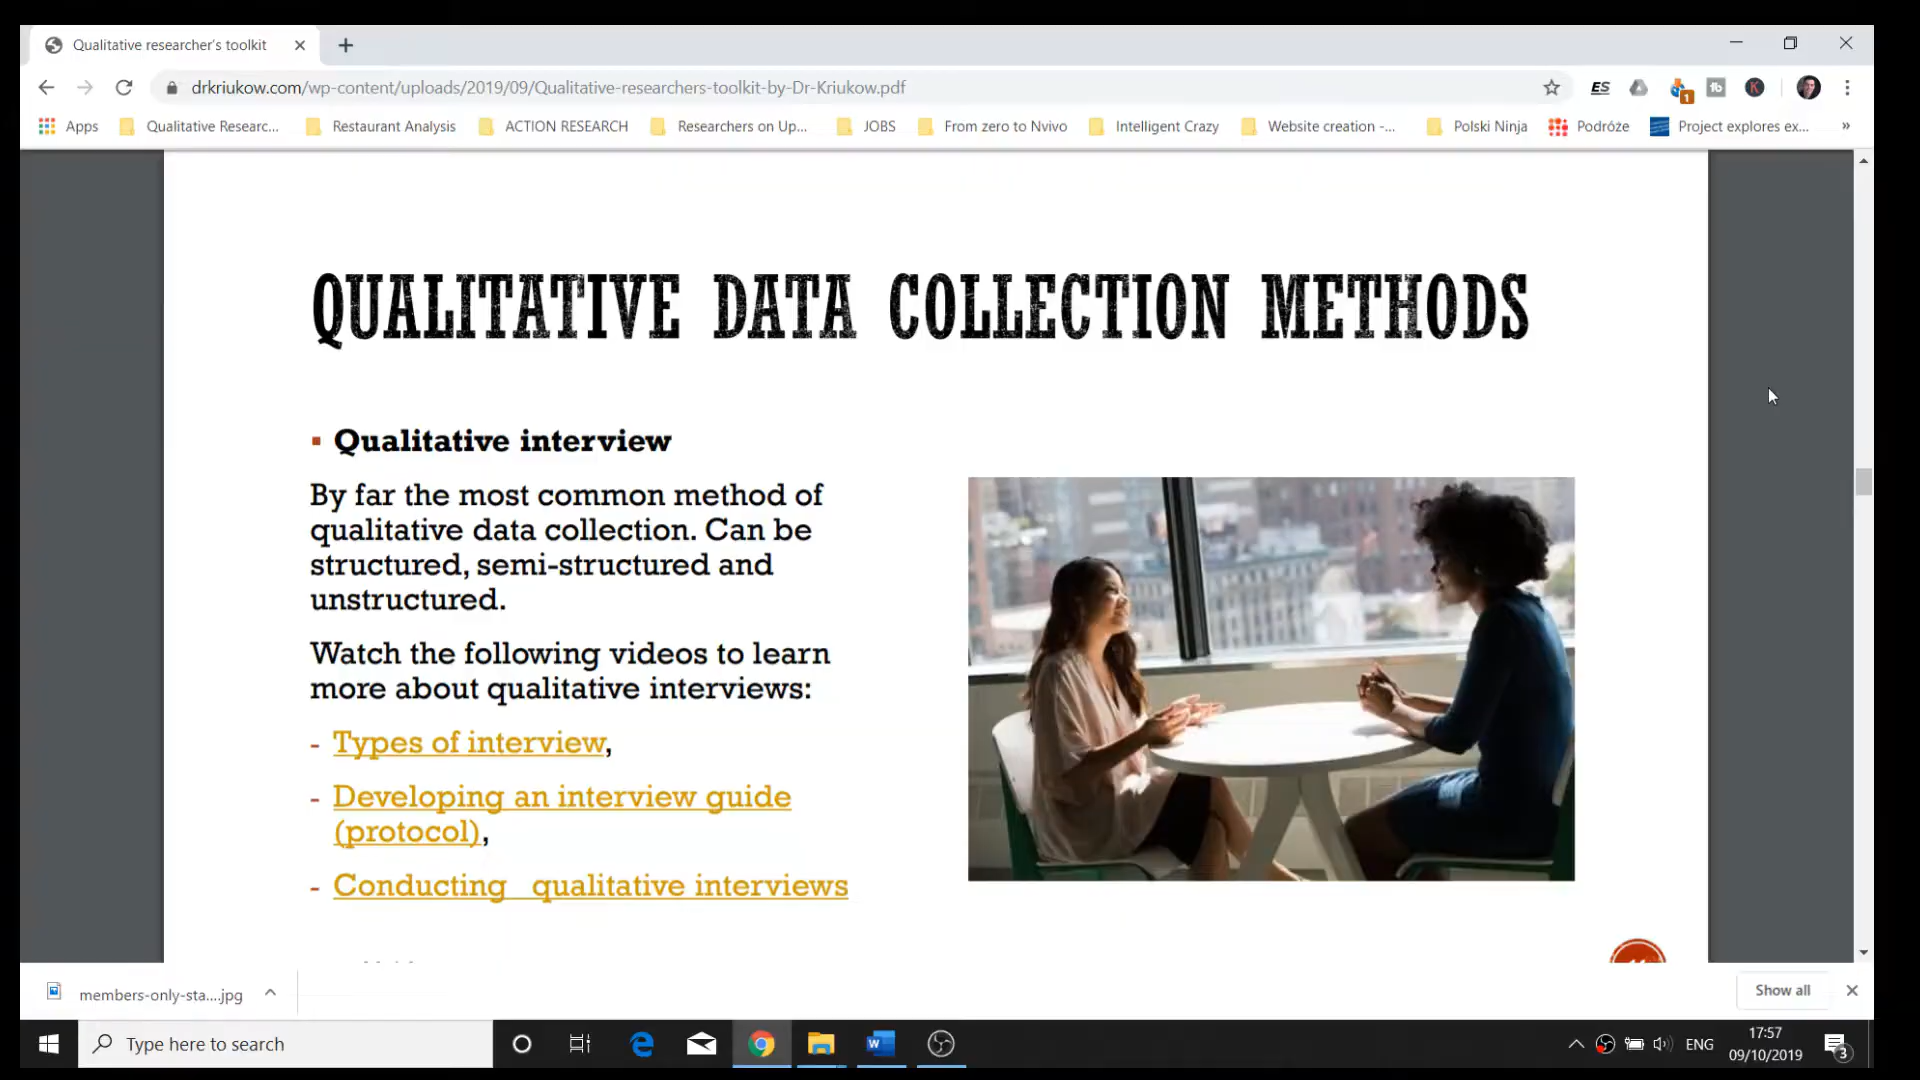 Qualitative researcher's toolkit
drkriukow.com/wp-content/uploads/2019/09/Qualitative-researchers-toolkit-by-Dr-Kriukow.pdf
ES
1
K
Apps
Qualitative Researc...
Restaurant Analysis
ACTION RESEARCH
Researchers on Up...
JOBS
From zero to Nvivo
Intelligent Crazy
Website creation -...
Polski Ninja
Podróże
Project explores ex...
»
QUALITATIVE DATA COLLECTION METHODS
▪ Qualitative interview
By far the most common method of
qualitative data collection. Can be
structured, semi-structured and
unstructured.
Watch the following videos to learn
more about qualitative interviews:
- Types of interview,
- Developing an interview guide
(protocol),
- Conducting qualitative interviews
members-only-sta....jpg
Show all
Type here to search
W
ENG
17:57
09/10/2019
3